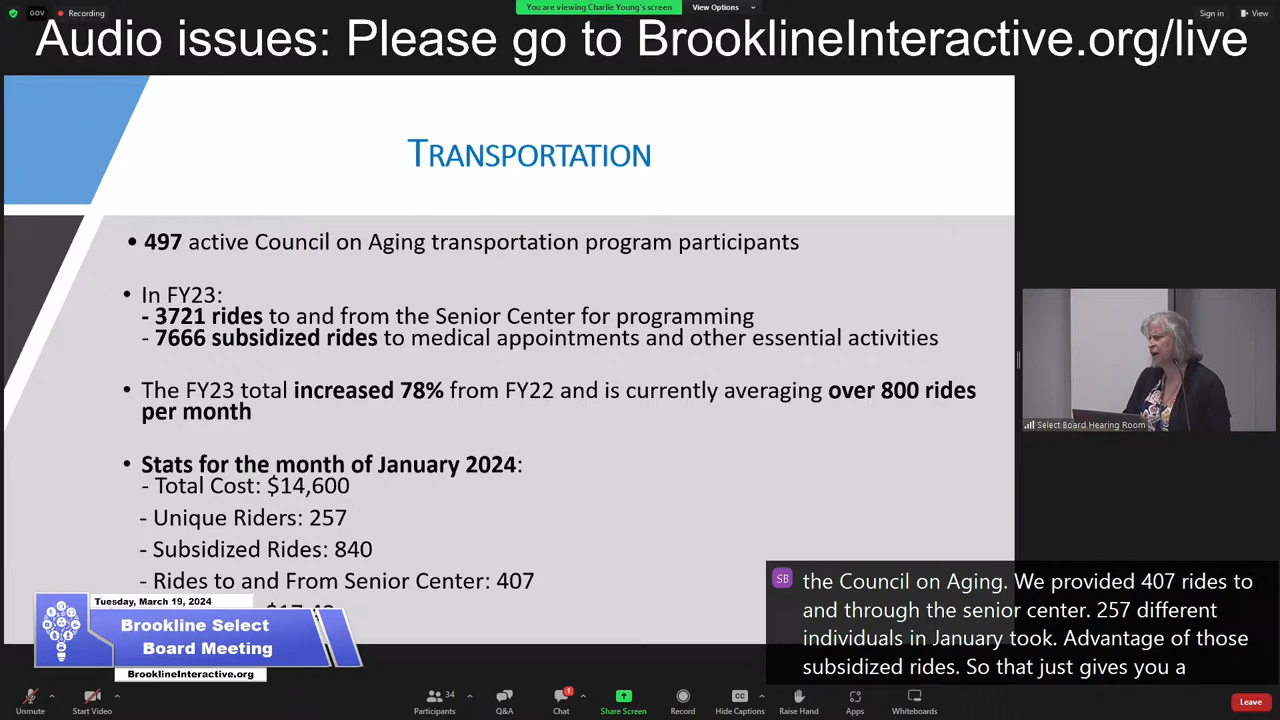 GOV
Recording
You are viewing Charlie Young's screen
View Options
Sign in
View
Audio issues: Please go to BrooklineInteractive.org/live
TRANSPORTATION
• 497 active Council on Aging transportation program participants
• In FY23:
- 3721 rides to and from the Senior Center for programming
- 7666 subsidized rides to medical appointments and other essential activities
• The FY23 total increased 78% from FY22 and is currently averaging over 800 rides
per month
• Stats for the month of January 2024:
- Total Cost: $14,600
- Unique Riders: 257
- Subsidized Rides: 840
- Rides to and From Senior Center: 407
Select Board Hearing Room
Tuesday, March 19, 2024
Brookline Select
Board Meeting
BrooklineInteractive.org
SB
the Council on Aging. We provided 407 rides to
and through the senior center. 257 different
individuals in January took. Advantage of those
subsidized rides. So that just gives you a
Unmute
Start Video
Participants
34
Q&A
Chat
1
Share Screen
Record
CC
Hide Captions
Raise Hand
Apps
Whiteboards
Leave